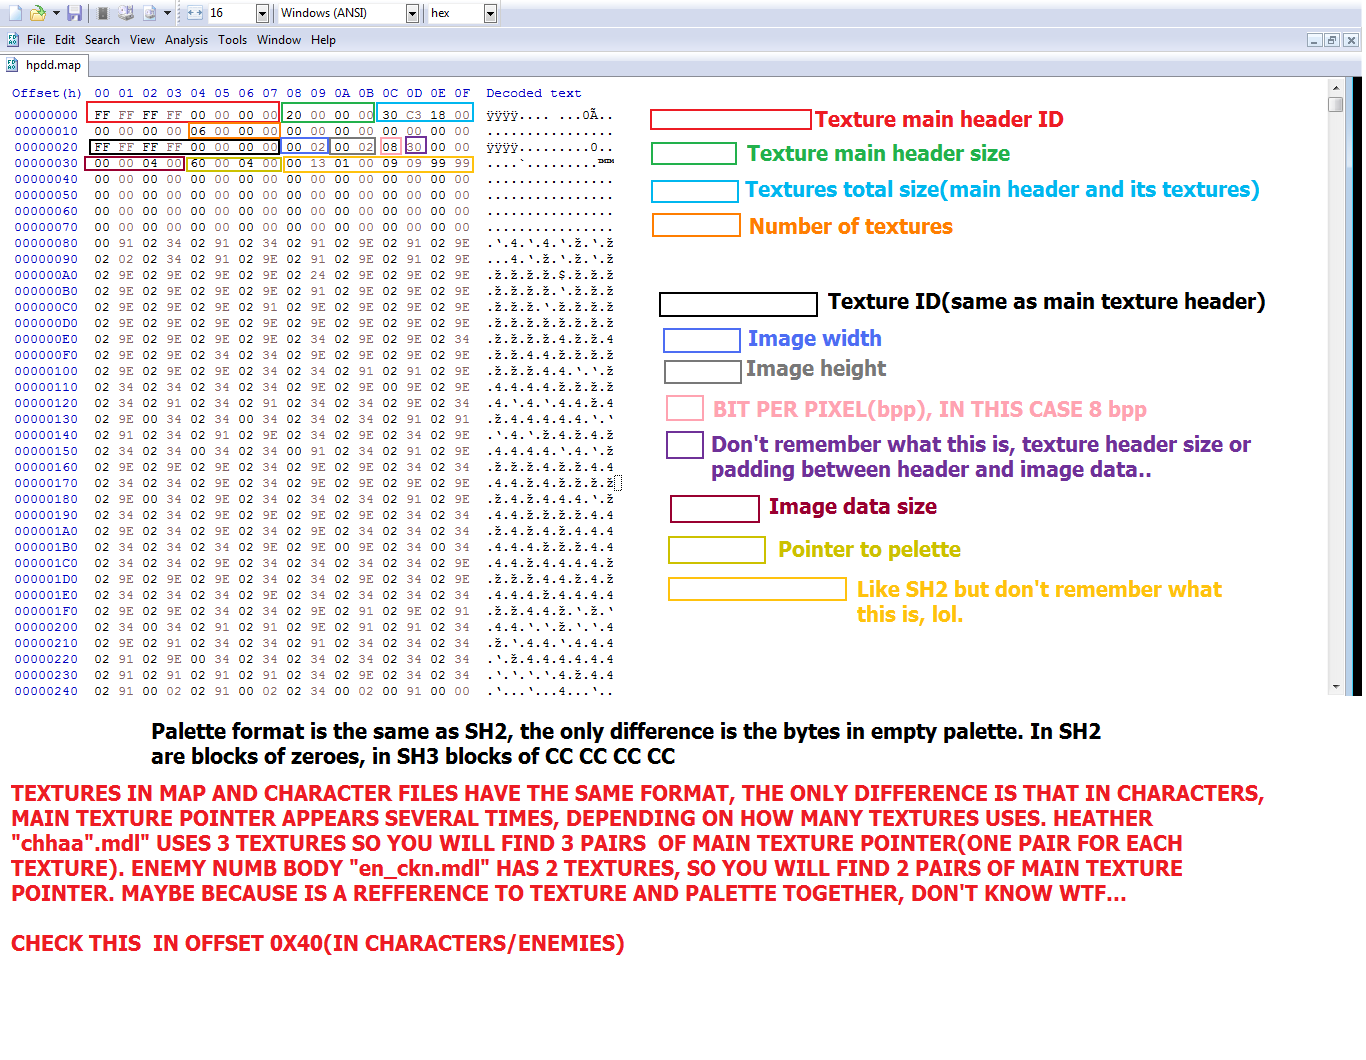 16 Windows (ANSI) hex
File Edit Search View Analysis Tools Window Help
hpdd.map
Offset(h) 00 01 02 03 04 05 06 07 08 09 0A 0B 0C 0D 0E 0F Decoded text
00000000 FF FF FF FF 00 00 00 00 20 00 00 00 30 C3 18 00 ÿÿÿÿ.... ...0Ã..
00000010 00 00 00 00 06 00 00 00 00 00 00 00 00 00 00 00 ................
00000020 FF FF FF FF 00 00 00 00 00 02 00 02 08 30 00 00 ÿÿÿÿ.........0..
00000030 00 00 04 00 60 00 04 00 00 13 01 00 09 09 99 99 ....`.........™™
00000040 00 00 00 00 00 00 00 00 00 00 00 00 00 00 00 00 ................
00000050 00 00 00 00 00 00 00 00 00 00 00 00 00 00 00 00 ................
00000060 00 00 00 00 00 00 00 00 00 00 00 00 00 00 00 00 ................
00000070 00 00 00 00 00 00 00 00 00 00 00 00 00 00 00 00 ................
00000080 00 91 02 34 02 91 02 34 02 91 02 9E 02 91 02 9E .‘.4.‘.4.‘.ž.‘.ž
00000090 02 02 02 34 02 91 02 9E 02 91 02 9E 02 91 02 9E ...4.‘.ž.‘.ž.‘.ž
000000A0 02 9E 02 9E 02 9E 02 9E 02 24 02 9E 02 9E 02 9E .ž.ž.ž.ž.$.ž.ž.ž
000000B0 02 9E 02 9E 02 9E 02 9E 02 91 02 9E 02 9E 02 9E .ž.ž.ž.ž.‘.ž.ž.ž
000000C0 02 9E 02 9E 02 9E 02 91 02 9E 02 9E 02 9E 02 9E .ž.ž.ž.‘.ž.ž.ž.ž
000000D0 02 9E 02 9E 02 9E 02 9E 02 9E 02 9E 02 9E 02 9E .ž.ž.ž.ž.ž.ž.ž.ž
000000E0 02 9E 02 9E 02 9E 02 9E 02 9E 02 9E 02 9E 02 34 .ž.ž.ž.ž.ž.ž.ž.4
000000F0 02 9E 02 9E 02 34 02 34 02 9E 02 9E 02 9E 02 9E .ž.ž.4.4.ž.ž.ž.ž
00000100 02 9E 02 9E 02 9E 02 34 02 34 02 91 02 91 02 9E .ž.ž.ž.4.4.‘.‘.ž
00000110 02 34 02 34 02 34 02 34 02 9E 02 9E 00 9E 02 9E .4.4.4.4.ž.ž.ž.ž
00000120 02 34 02 91 02 34 02 91 02 34 02 34 02 9E 02 34 .4.‘.4.‘.4.4.ž.4
00000130 02 9E 00 34 02 34 00 34 02 34 02 34 02 91 02 91 .ž.4.4.4.4.4.‘.‘
00000140 02 91 02 34 02 91 02 9E 02 34 02 9E 02 34 02 9E .‘.4.‘.ž.4.ž.4.ž
00000150 02 34 02 34 00 34 02 34 00 91 02 34 02 91 02 9E .4.4.4.4.‘.4.‘.ž
00000160 02 9E 02 9E 02 9E 02 34 02 9E 02 9E 02 34 02 34 .ž.ž.ž.4.ž.ž.4.4
00000170 02 34 02 34 02 9E 02 34 02 9E 02 9E 02 9E 02 9E .4.4.ž.4.ž.ž.ž.ž
00000180 02 9E 00 34 02 9E 02 34 02 34 02 34 02 91 02 9E .ž.4.ž.4.4.4.‘.ž
00000190 02 34 02 34 02 9E 02 34 02 9E 02 9E 02 34 02 34 .4.4.ž.4.ž.ž.4.4
000001A0 02 9E 02 34 02 34 02 34 02 9E 02 34 02 34 02 34 .ž.4.4.4.ž.4.4.4
000001B0 02 34 02 34 02 34 02 9E 02 9E 00 9E 02 34 00 34 .4.4.4.ž.ž.ž.4.4
000001C0 02 34 02 34 02 34 02 9E 02 34 02 34 02 34 02 34 .4.4.4.ž.4.4.4.4
000001D0 02 9E 02 9E 02 34 02 34 02 34 02 9E 02 34 02 34 .ž.ž.4.4.4.ž.4.4
000001E0 02 34 02 34 02 34 02 9E 02 34 02 34 02 34 02 34 .4.4.4.ž.4.4.4.4
000001F0 02 9E 02 9E 02 34 02 34 02 9E 02 91 02 9E 02 91 .ž.ž.4.4.ž.‘.ž.‘
00000200 02 34 00 34 02 91 02 91 02 9E 02 91 02 34 02 34 .4.4.‘.‘.ž.‘.4.4
00000210 02 9E 02 91 02 34 02 34 02 91 02 34 02 34 02 34 .ž.‘.4.4.‘.4.4.4
00000220 02 91 02 9E 00 34 02 34 02 34 02 34 02 34 02 34 .‘.ž.4.4.4.4.4.4
00000230 02 91 02 91 02 91 02 91 02 34 02 9E 02 34 02 34 .‘.‘.‘.‘.4.ž.4.4
00000240 02 91 00 02 02 91 00 02 02 34 00 02 00 91 00 00 .‘...‘...4...‘..
Texture main header ID
Texture main header size
Textures total size(main header and its textures)
Number of textures
Texture ID(same as main texture header)
Image width
Image height
BIT PER PIXEL(bpp), IN THIS CASE 8 bpp
Don't remember what this is, texture header size or
padding between header and image data..
Image data size
Pointer to pelette
Like SH2 but don't remember what
this is, lol.
Palette format is the same as SH2, the only difference is the bytes in empty palette. In SH2
are blocks of zeroes, in SH3 blocks of CC CC CC CC
TEXTURES IN MAP AND CHARACTER FILES HAVE THE SAME FORMAT, THE ONLY DIFFERENCE IS THAT IN CHARACTERS,
MAIN TEXTURE POINTER APPEARS SEVERAL TIMES, DEPENDING ON HOW MANY TEXTURES USES. HEATHER
"chhaa".mdl" USES 3 TEXTURES SO YOU WILL FIND 3 PAIRS OF MAIN TEXTURE POINTER(ONE PAIR FOR EACH
TEXTURE). ENEMY NUMB BODY "en_ckn.mdl" HAS 2 TEXTURES, SO YOU WILL FIND 2 PAIRS OF MAIN TEXTURE
POINTER. MAYBE BECAUSE IS A REFFERENCE TO TEXTURE AND PALETTE TOGETHER, DON'T KNOW WTF...
CHECK THIS IN OFFSET 0X40(IN CHARACTERS/ENEMIES)